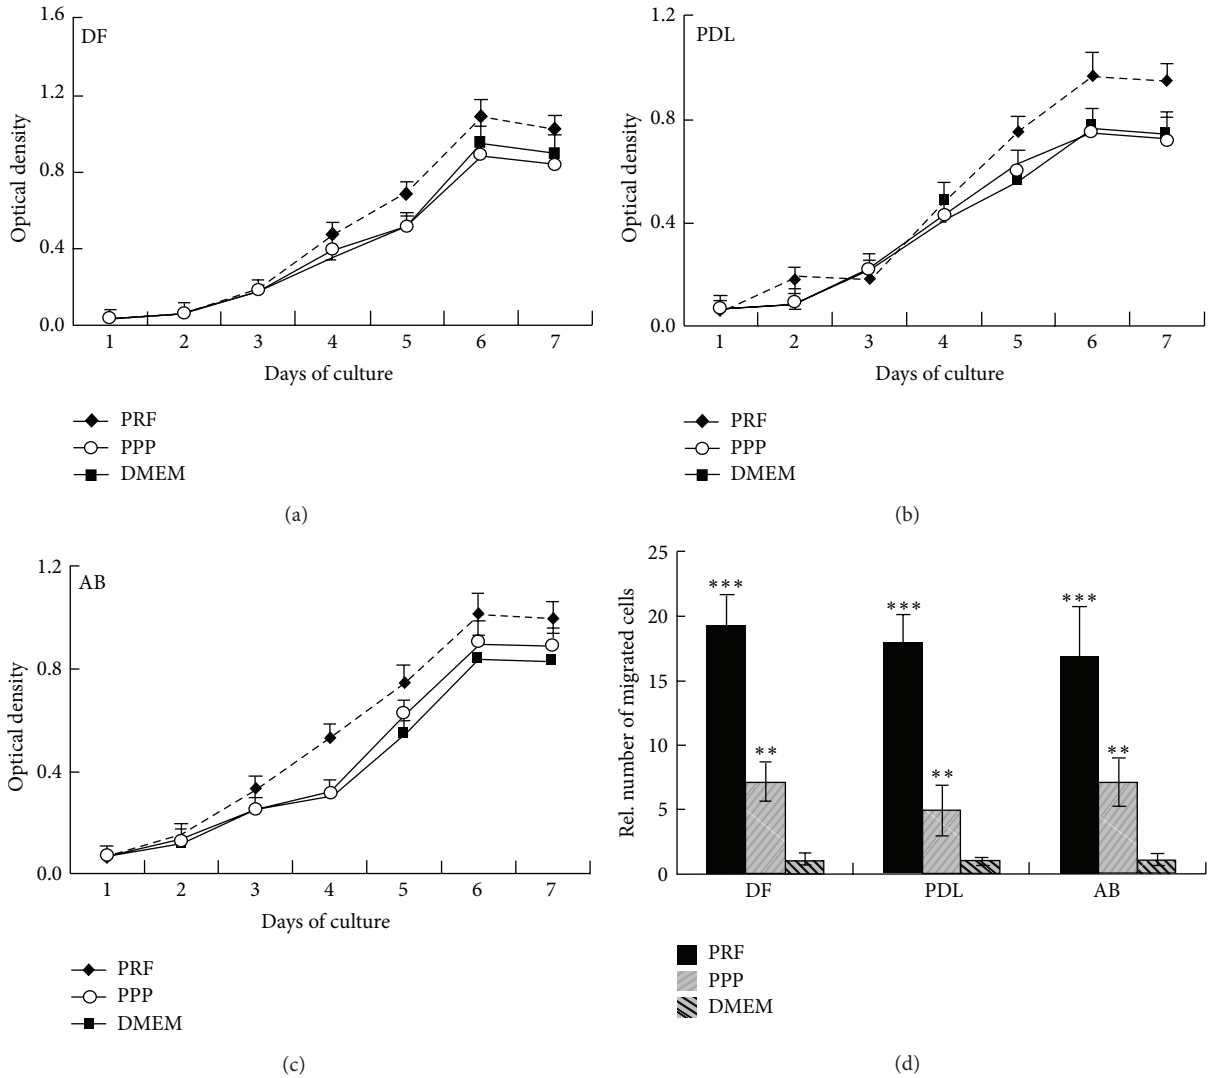 DF
1.6
1.2
0.8
0.4
0.0
Optical density
1 2 3 4 5 6 7
Days of culture
PRF
PPP
DMEM
(a)
PDL
1.2
0.8
0.4
0.0
Optical density
1 2 3 4 5 6 7
Days of culture
PRF
PPP
DMEM
(b)
AB
1.2
0.8
0.4
0.0
Optical density
1 2 3 4 5 6 7
Days of culture
PRF
PPP
DMEM
(c)
25
20
15
10
5
0
Rel. number of migrated cells
*** ** *** ** *** **
DF PDL AB
PRF
PPP
DMEM
(d)